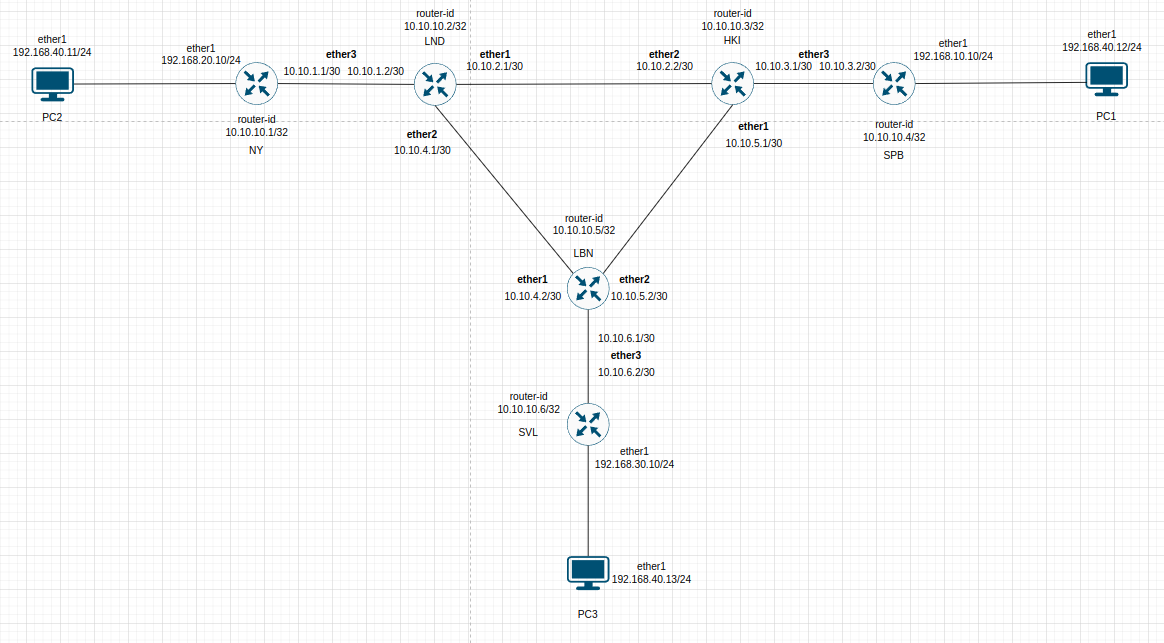 router-id
10.10.10.2/32
LND
router-id
10.10.10.3/32
HKI
ether1
192.168.40.11/24
PC2
ether1
192.168.20.10/24
ether3
10.10.1.1/30 10.10.1.2/30
router-id
10.10.10.1/32
NY
ether1
10.10.2.1/30
ether2
10.10.4.1/30
ether2
10.10.2.2/30
ether3
10.10.3.1/30 10.10.3.2/30
ether1
10.10.5.1/30
ether1
192.168.10.10/24
router-id
10.10.10.4/32
SPB
ether1
192.168.40.12/24
PC1
router-id
10.10.10.5/32
LBN
ether1
10.10.4.2/30
ether2
10.10.5.2/30
10.10.6.1/30
ether3
10.10.6.2/30
router-id
10.10.10.6/32
SVL
ether1
192.168.30.10/24
ether1
192.168.40.13/24
PC3